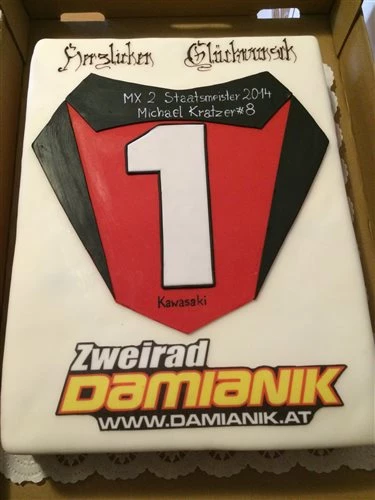 Herzlichen Glückwunsch
MX 2 Staatsmeister 2014
Michael Kratzer #8
1
Kawasaki
Zweirad
DAMIANIK
WWW.DAMIANIK.AT